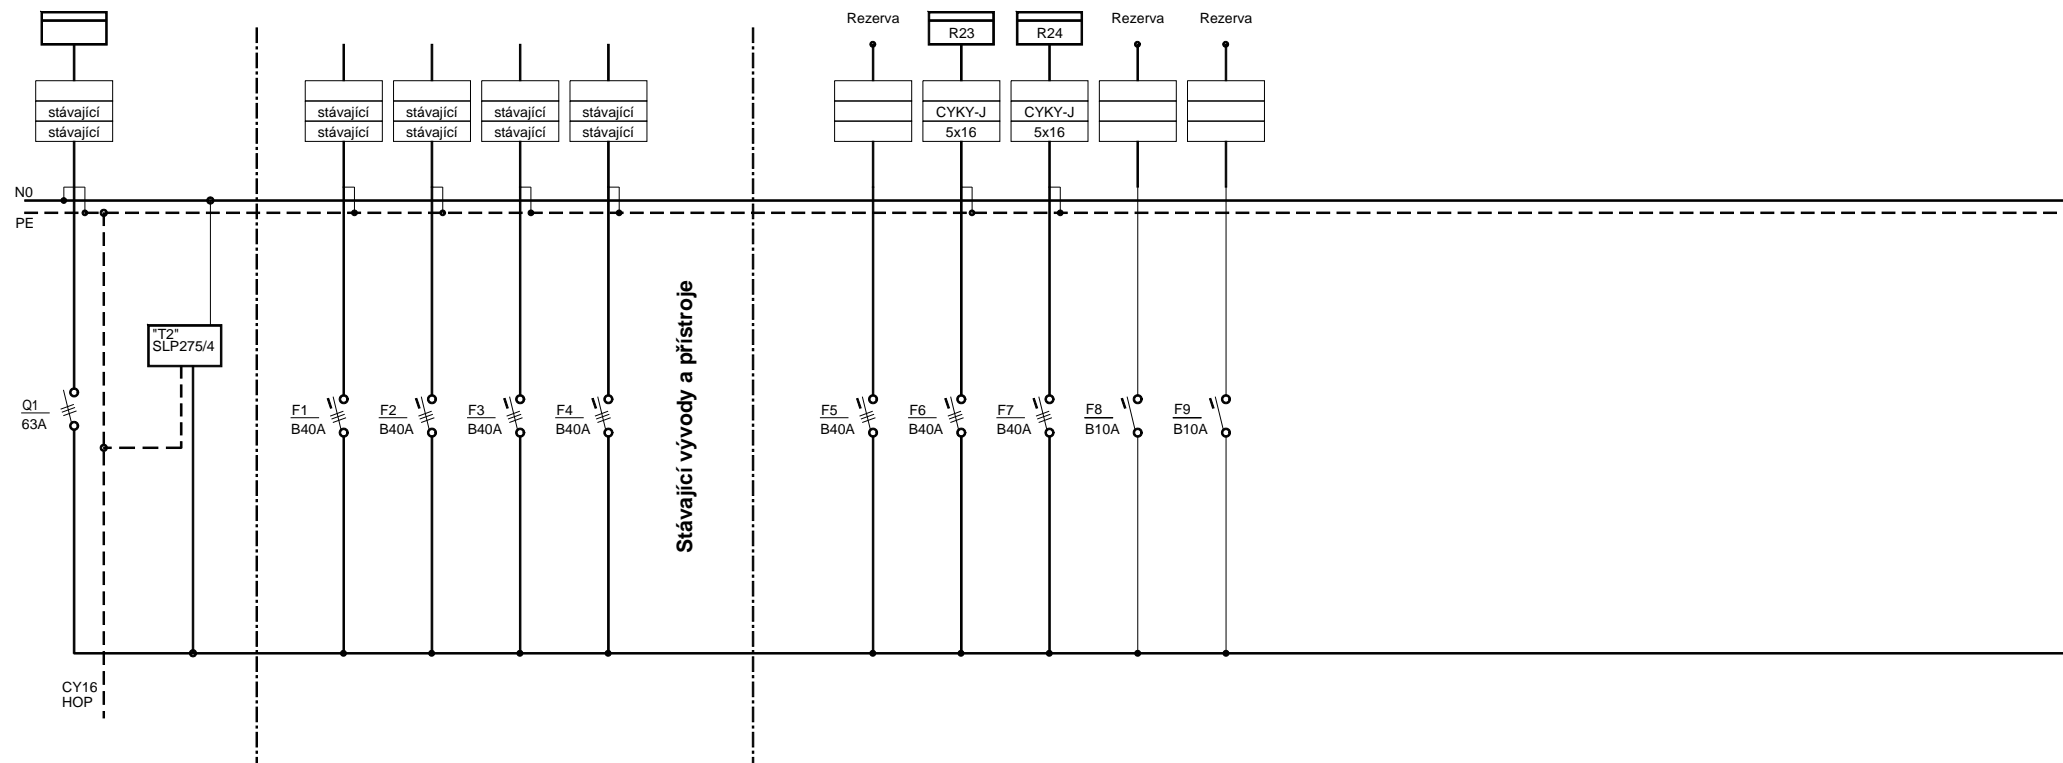 Rezerva
R23
R24
Rezerva
Rezerva
stávající
stávající
stávající
stávající
stávající
CYKY-J
CYKY-J
stávající
stávající
stávající
stávající
stávající
5x16
5x16
N0
PE
"T2"
SLP275/4
Stávající vývody a přístroje
Q1
63A
F1
B40A
F2
B40A
F3
B40A
F4
B40A
F5
B40A
F6
B40A
F7
B40A
F8
B10A
F9
B10A
CY16
HOP